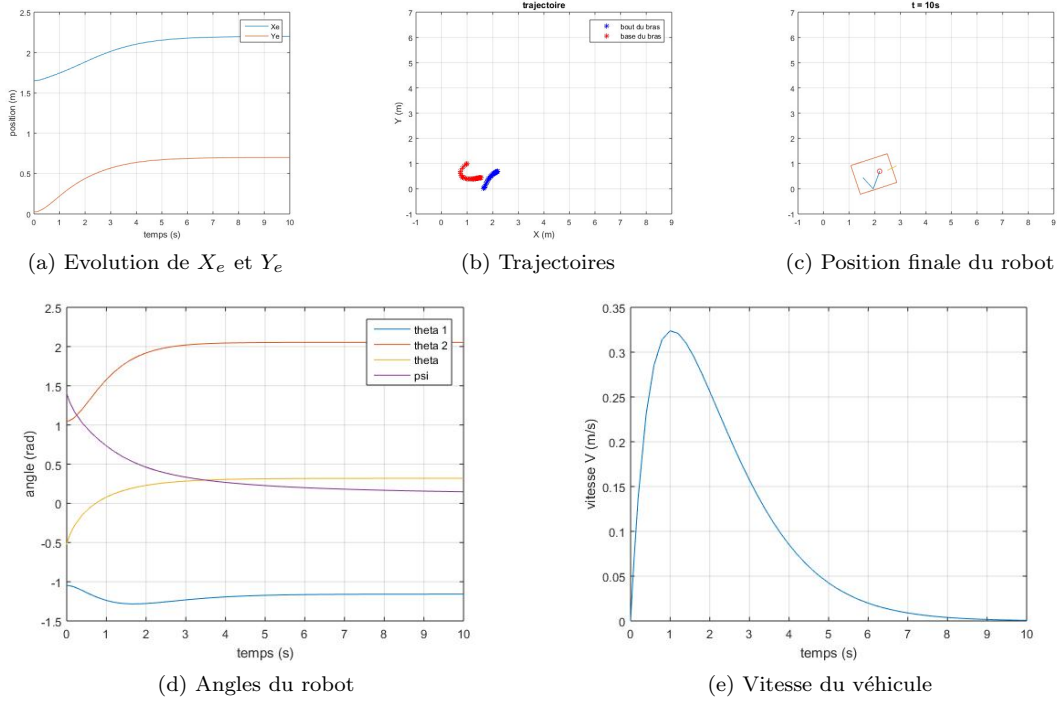 2.5
2
1.5
1
0.5
0
0 1 2 3 4 5 6 7 8 9 10
position (m)
temps (s)
Xe
Ye
(a) Evolution de Xe et Ye
trajectoire
7
6
5
4
3
2
1
0
-1
-1 0 1 2 3 4 5 6 7 8 9
Y (m)
X (m)
bout du bras
base du bras
(b) Trajectoires
t = 10s
7
6
5
4
3
2
1
0
-1
-1 0 1 2 3 4 5 6 7 8 9
(c) Position finale du robot
2.5
2
1.5
1
0.5
0
-0.5
-1
-1.5
0 1 2 3 4 5 6 7 8 9 10
angle (rad)
temps (s)
theta 1
theta 2
theta
psi
(d) Angles du robot
0.35
0.3
0.25
0.2
0.15
0.1
0.05
0
0 1 2 3 4 5 6 7 8 9 10
vitesse V (m/s)
temps (s)
(e) Vitesse du véhicule